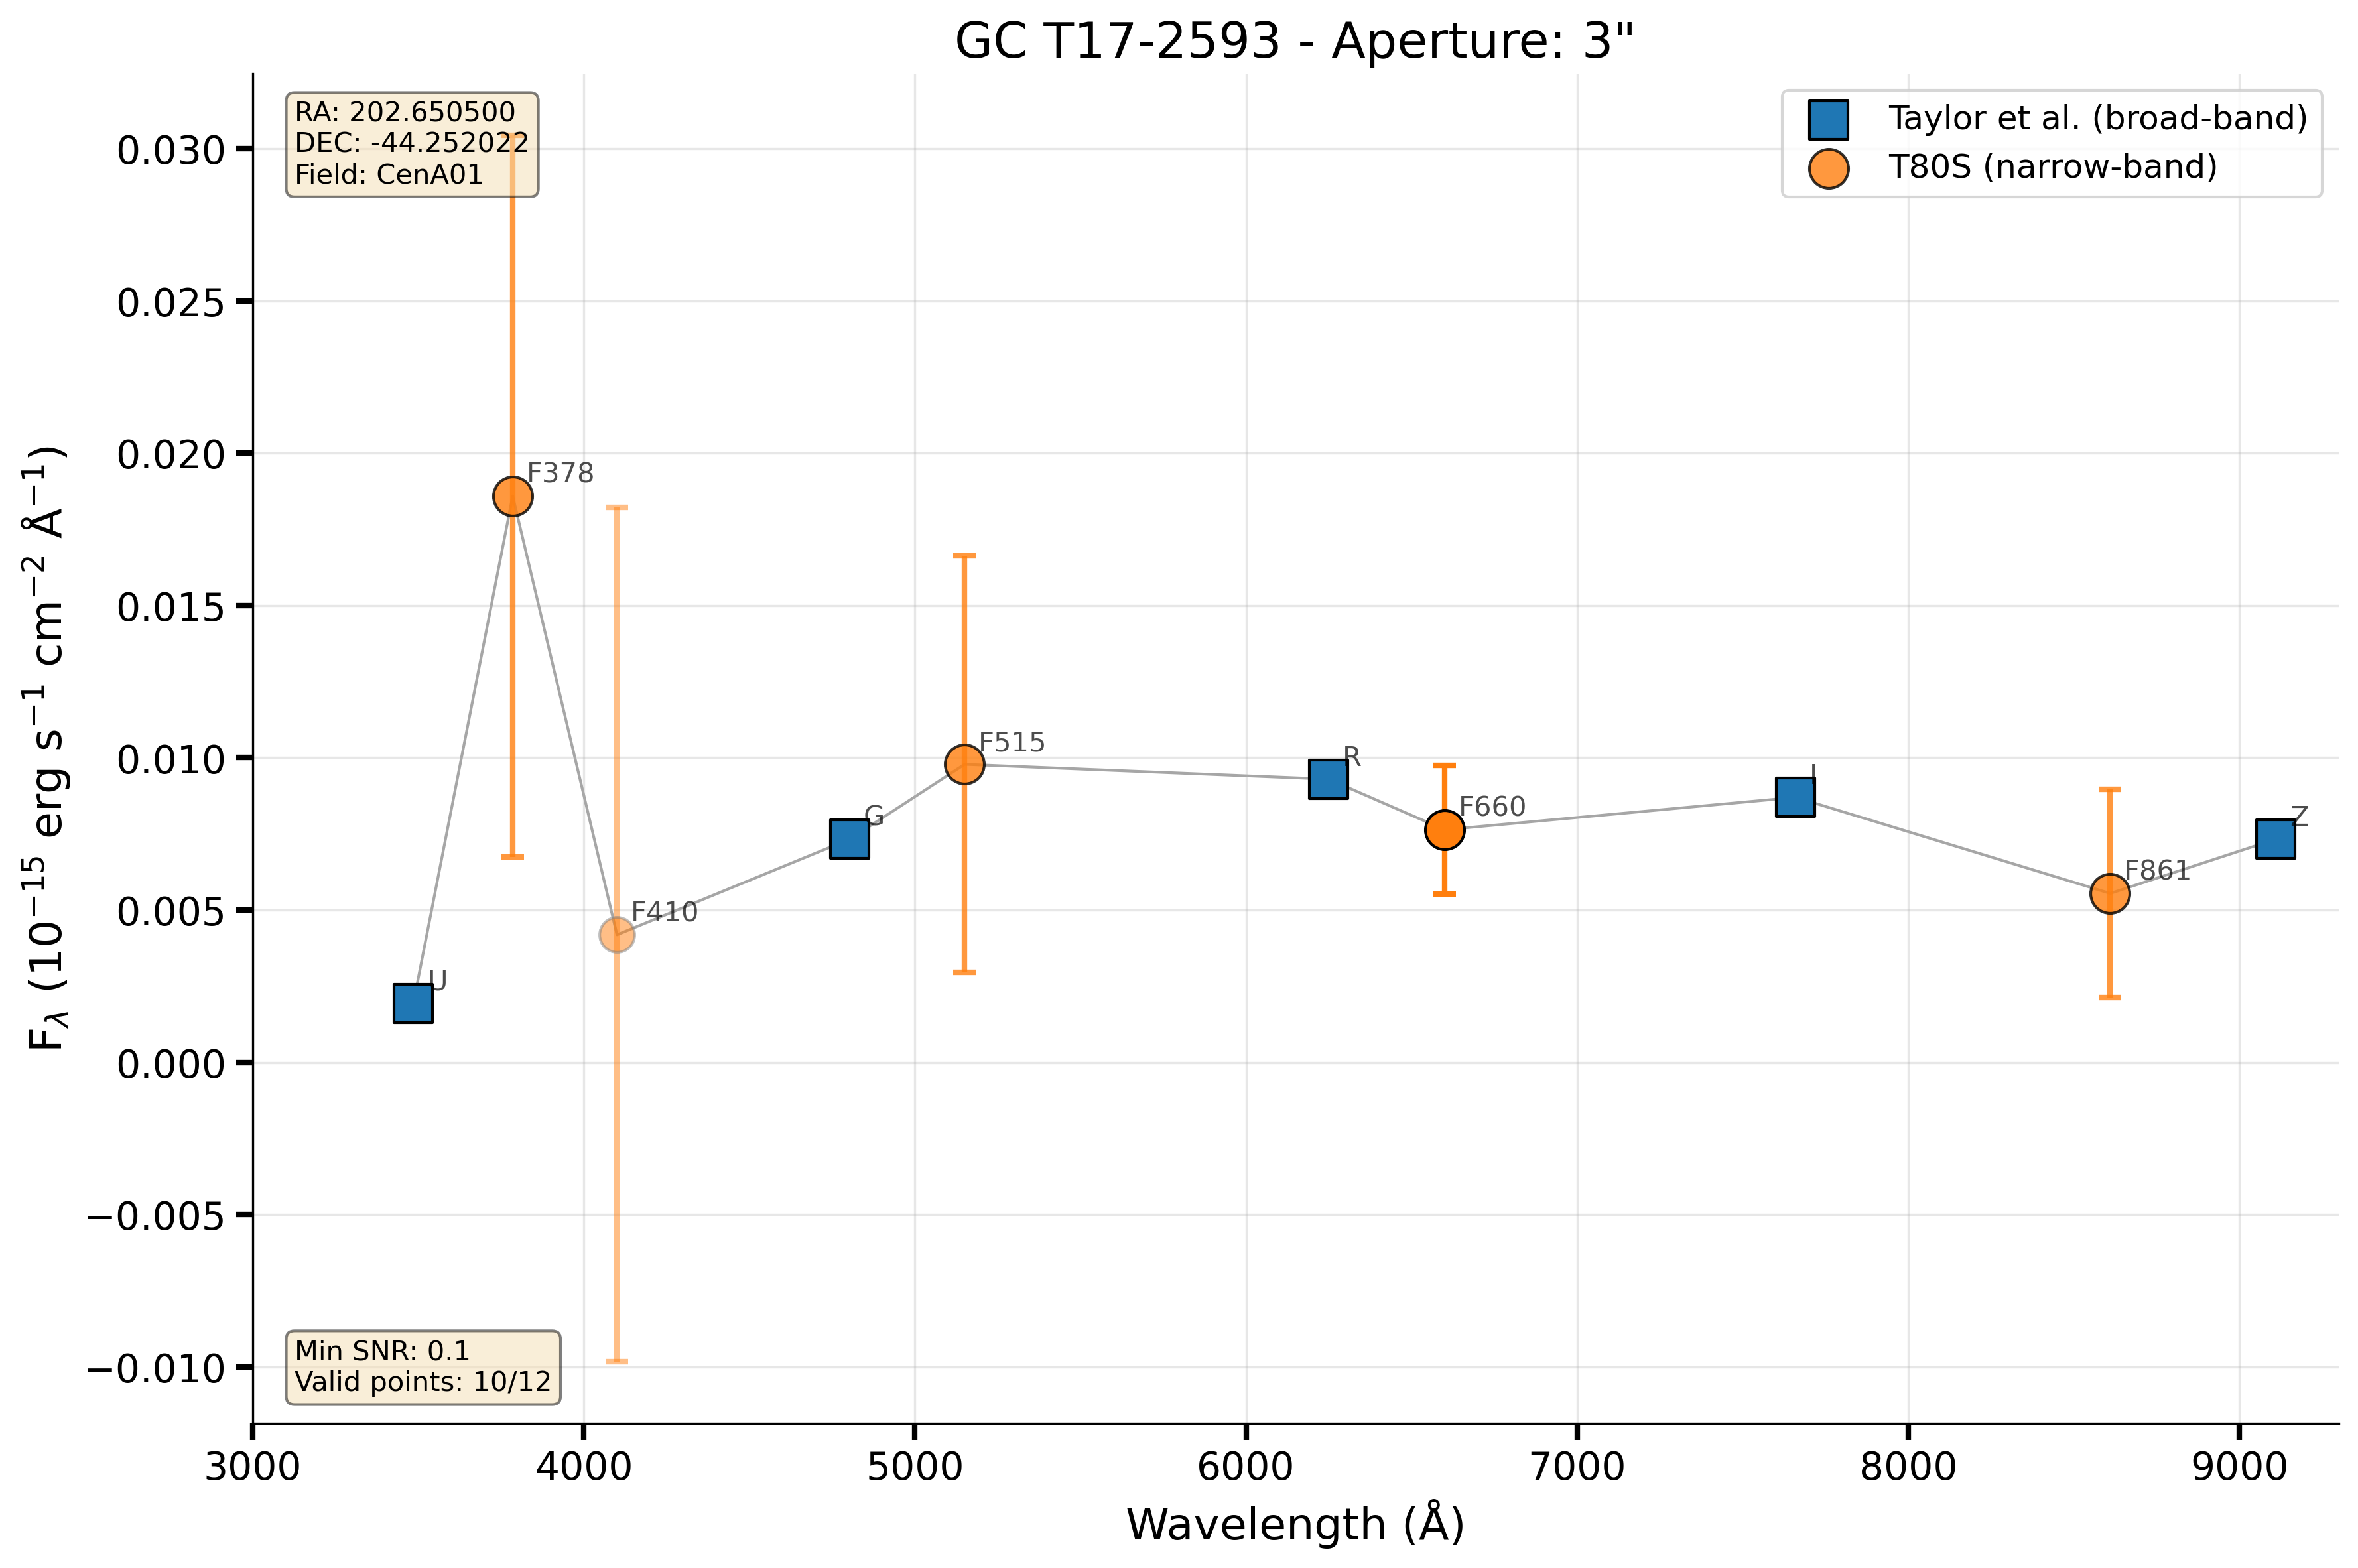 GC T17-2593 - Aperture: 3"
RA: 202.650500
DEC: -44.252022
Field: CenA01
Taylor et al. (broad-band)
T80S (narrow-band)
0.030
0.025
0.020
0.015
0.010
0.005
0.000
−0.005
−0.010
F378
F515
R
I
F660
G
Z
F861
F410
U
Min SNR: 0.1
Valid points: 10/12
3000
4000
5000
6000
7000
8000
9000
Wavelength (Å)
Fλ (10⁻¹⁵ erg s⁻¹ cm⁻² Å⁻¹)